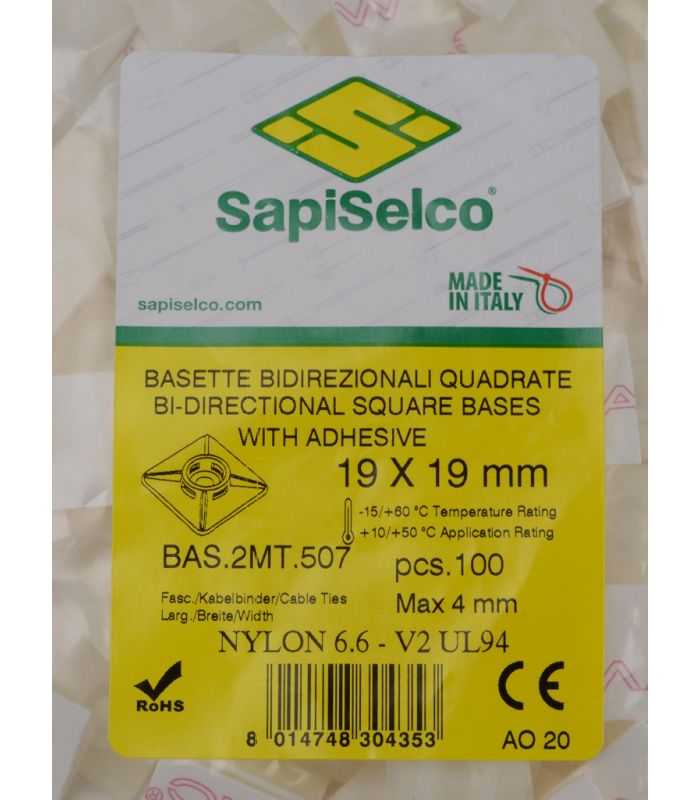 SapiSelco®
MADE
IN ITALY
sapiselco.com
BASETTE BIDIREZIONALI QUADRATE
BI-DIRECTIONAL SQUARE BASES
WITH ADHESIVE
19 X 19 mm
-15/+60 °C Temperature Rating
+10/+50 °C Application Rating
BAS.2MT.507
pcs.100
Fasc./Kabelbinder/Cable Ties
Larg./Breite/Width
Max 4 mm
NYLON 6.6 - V2 UL94
RoHS
CE
8 014748 304353
AO 20